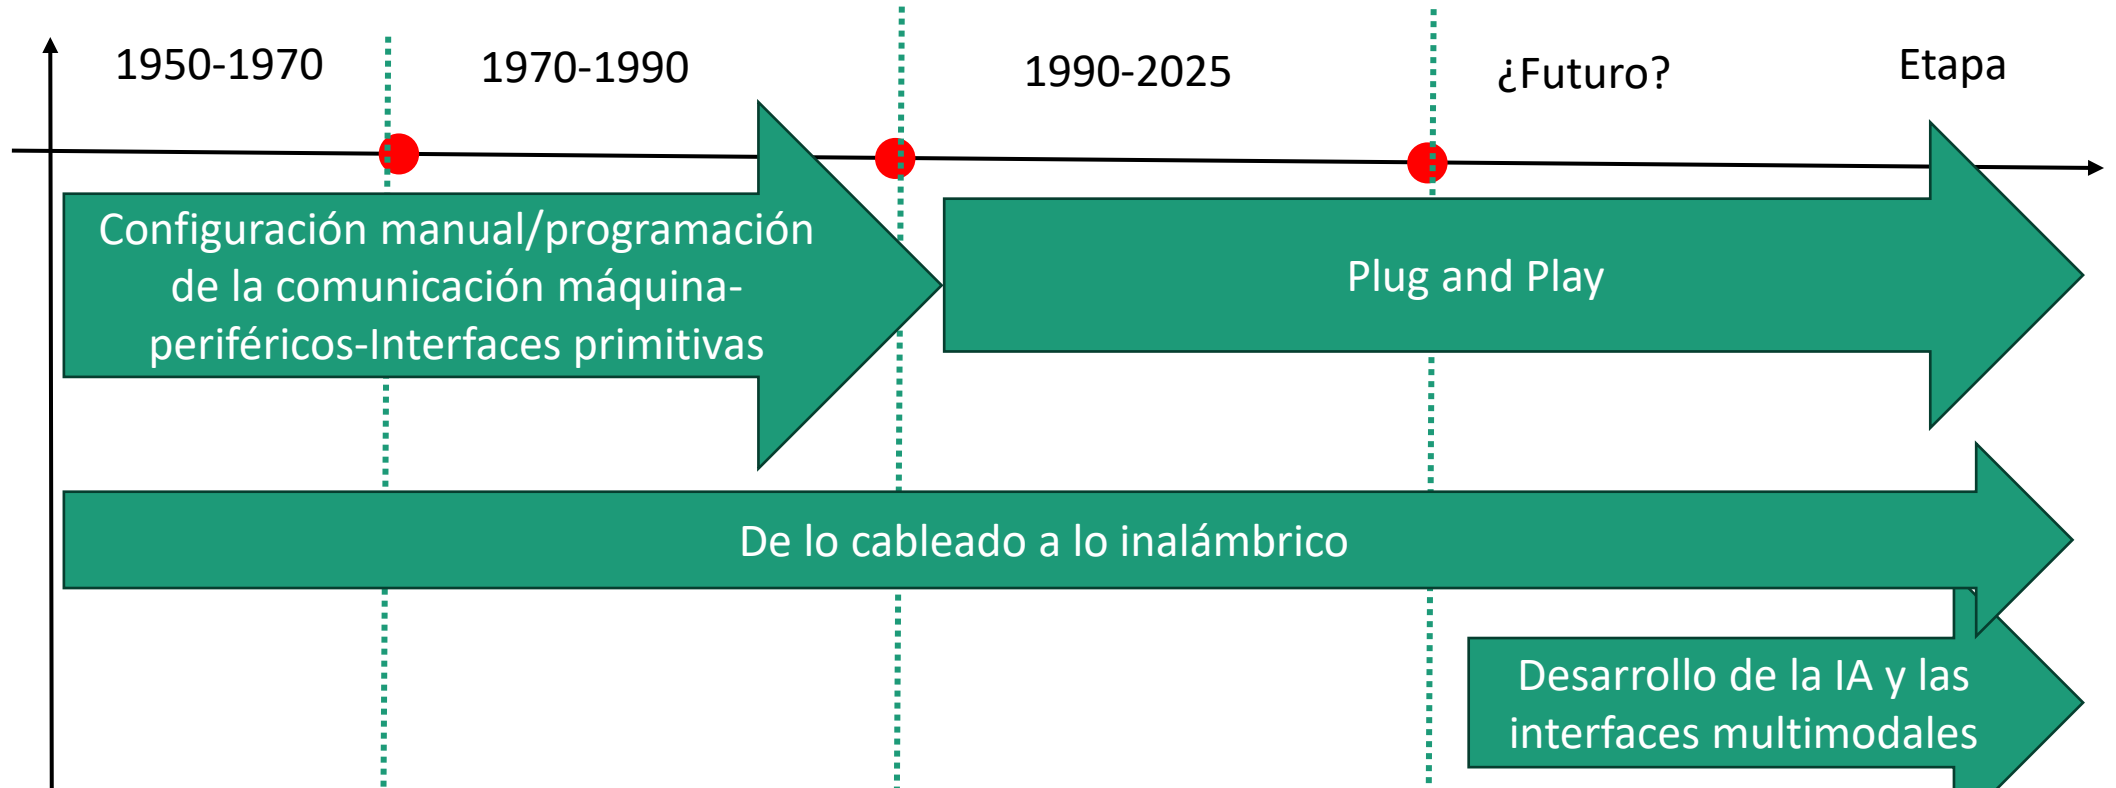 1950-1970
1970-1990
1990-2025
¿Futuro?
Etapa
Configuración manual/programación
de la comunicación máquina-
periféricos-Interfaces primitivas
Plug and Play
De lo cableado a lo inalámbrico
Desarrollo de la IA y las
interfaces multimodales